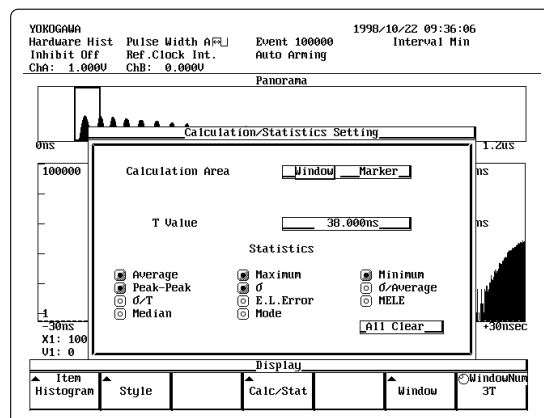 YOKOGAWA 1998/10/22 09:36:06
Hardware Hist Pulse Width A Event 100000 Interval Min
Inhibit Off Ref.Clock Int. Auto Arming
ChA: 1.000V ChB: 0.000V
Panorama
0ns 1.2us
Calculation/Statistics Setting
100000 ns
Calculation Area Window Marker
T Value 38.000ns ns
Statistics
Average Maximum Minimum
Peak-Peak σ σ/Average
σ/T E.L.Error MELE
Median Mode
1
All Clear
-30ns +30nsec
X1: 100
V1: 0
Display
Item Histogram Style Calc/Stat Window WindowNum 3T